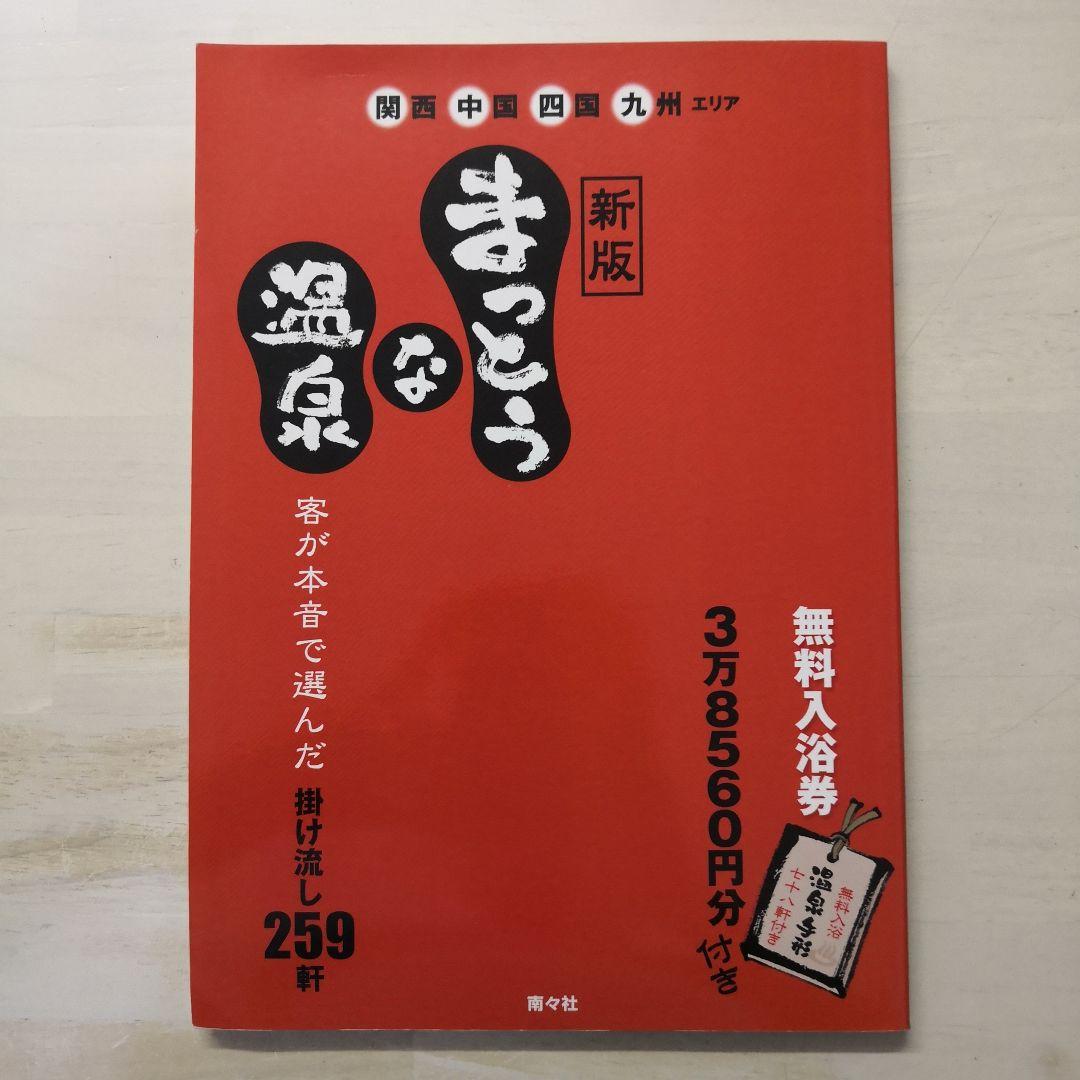 関西 中国 四国 九州 エリア
新版
まっとう
な
温泉
客が本音で選んだ
掛け流し
259
軒
無料入浴券
3万8560円分
付き
無料入浴
温泉手形
七十八軒付き
南々社